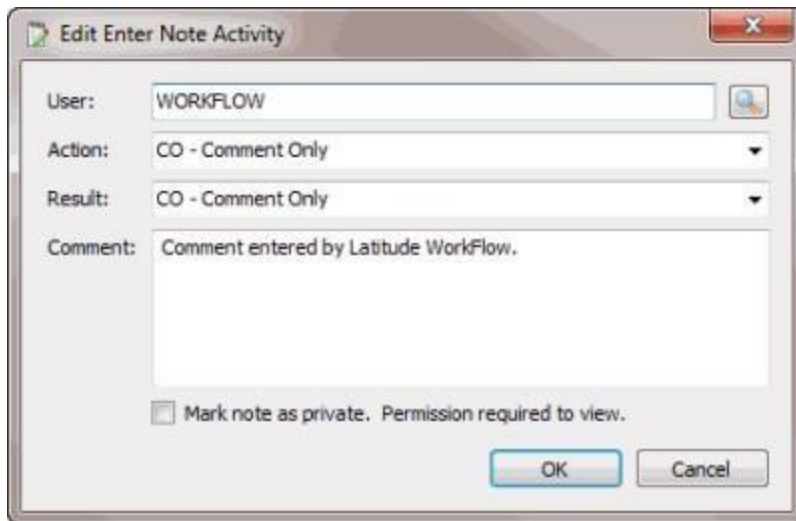 Edit Enter Note Activity
User: WORKFLOW
Action: CO - Comment Only
Result: CO - Comment Only
Comment: Comment entered by Latitude WorkFlow.
Mark note as private. Permission required to view.
OK Cancel